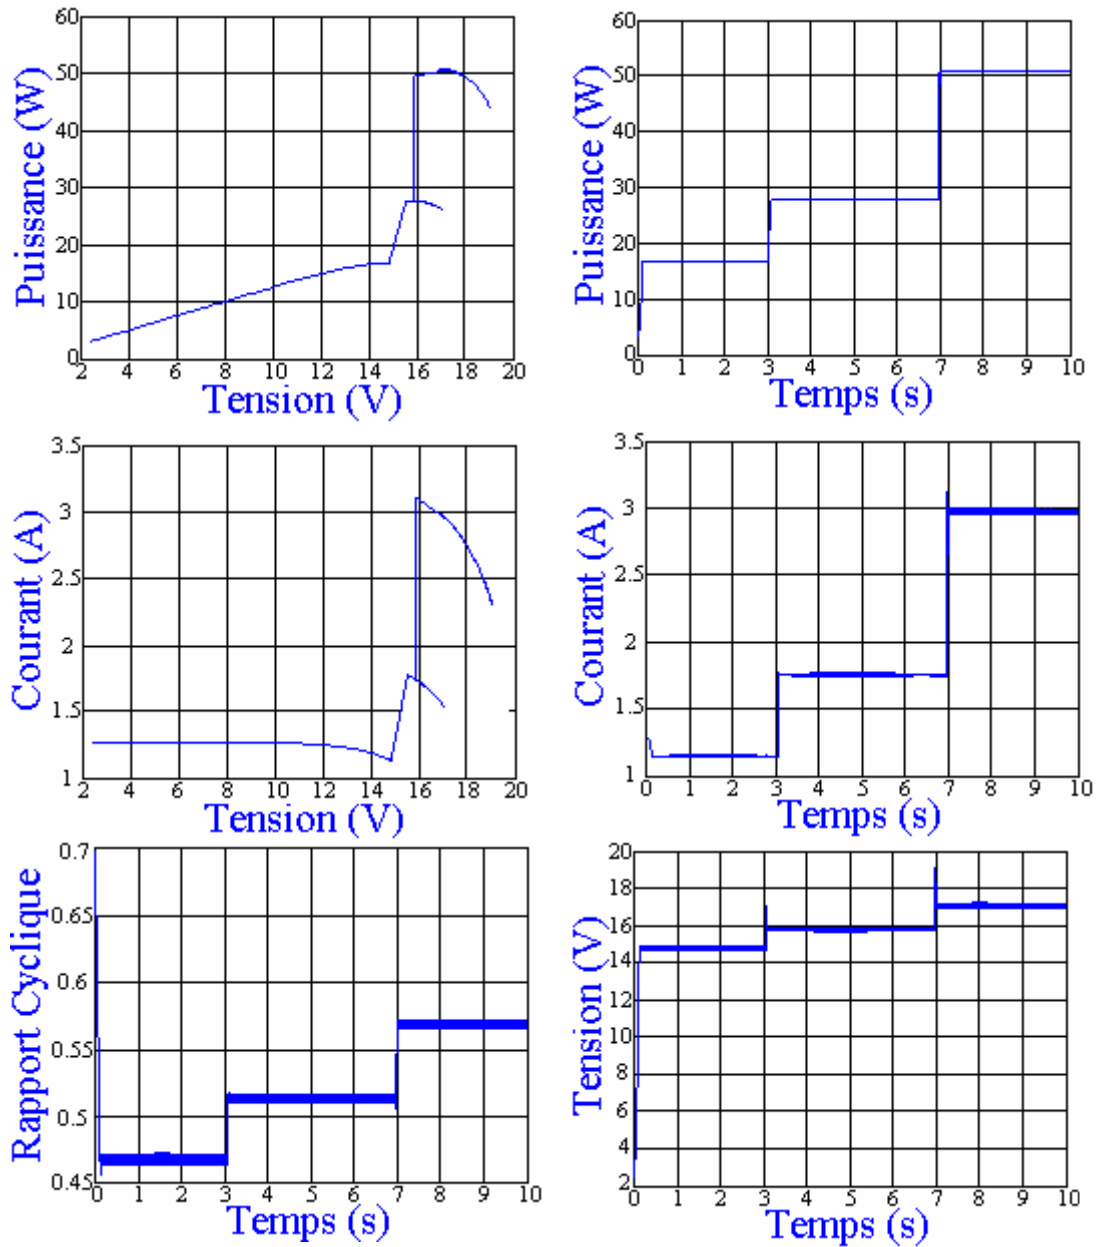 Puissance (W)
60
50
40
30
20
10
0
2 4 6 8 10 12 14 16 18 20
Tension (V)
Puissance (W)
60
50
40
30
20
10
0
0 1 2 3 4 5 6 7 8 9 10
Temps (s)
Courant (A)
3.5
3
2.5
2
1.5
1
2 4 6 8 10 12 14 16 18 20
Tension (V)
Courant (A)
3.5
3
2.5
2
1.5
1
0 1 2 3 4 5 6 7 8 9 10
Temps (s)
Rapport Cyclique
0.7
0.65
0.6
0.55
0.5
0.45
0 1 2 3 4 5 6 7 8 9 10
Temps (s)
Tension (V)
20
18
16
14
12
10
8
6
4
2
0 1 2 3 4 5 6 7 8 9 10
Temps (s)